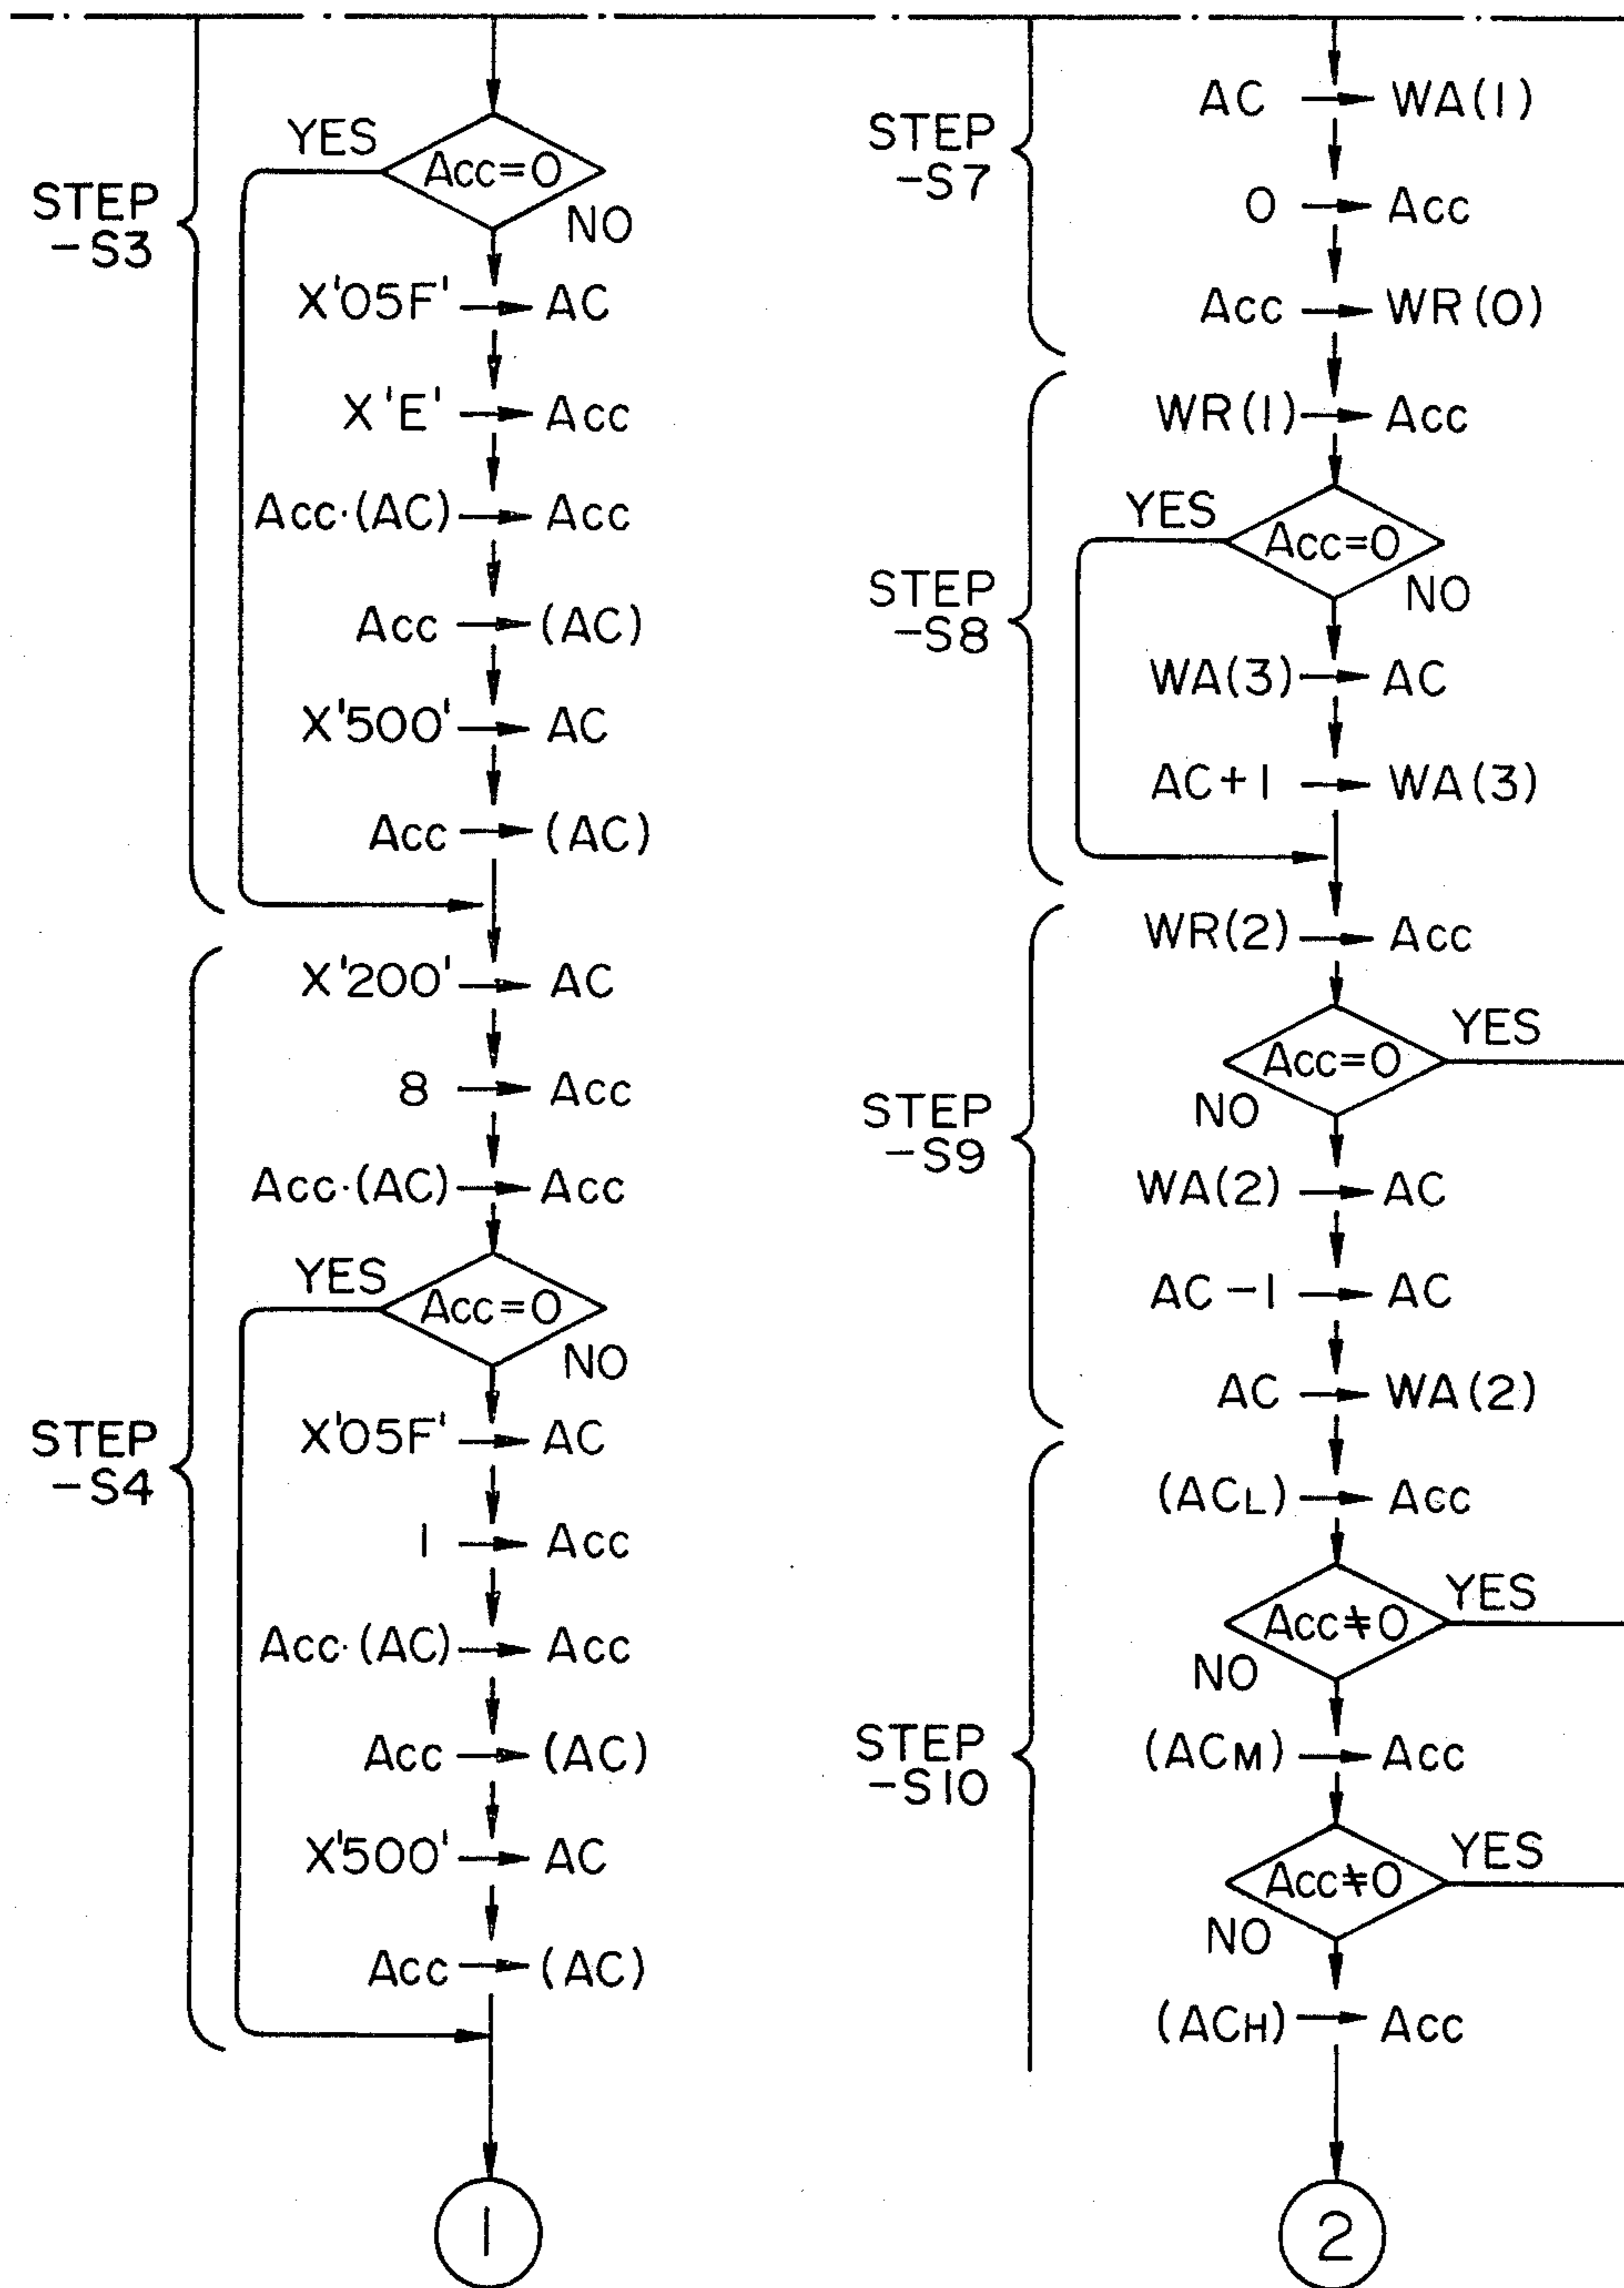 STEP
-S3
YES
Acc=0
NO
X'05F' → AC
X'E' → Acc
Acc·(AC) → Acc
Acc → (AC)
X'500' → AC
Acc → (AC)
STEP
-S4
X'200' → AC
8 → Acc
Acc·(AC) → Acc
YES
Acc=0
NO
X'05F' → AC
1 → Acc
Acc·(AC) → Acc
Acc → (AC)
X'500' → AC
Acc → (AC)
1
STEP
-S7
AC → WA(1)
0 → Acc
Acc → WR(0)
STEP
-S8
WR(1) → Acc
YES
Acc=0
NO
WA(3) → AC
AC+1 → WA(3)
STEP
-S9
WR(2) → Acc
YES
Acc=0
NO
WA(2) → AC
AC-1 → AC
AC → WA(2)
STEP
-S10
(ACL) → Acc
YES
Acc≠0
NO
(ACM) → Acc
YES
Acc≠0
NO
(ACH) → Acc
2